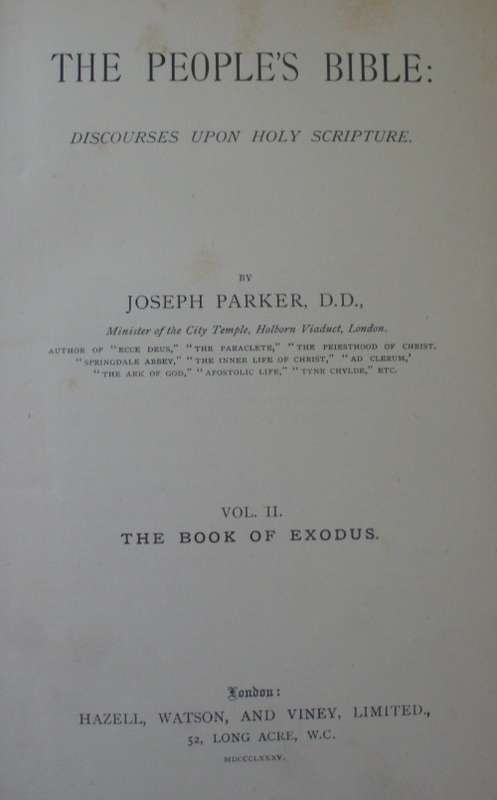 THE PEOPLE'S BIBLE:
DISCOURSES UPON HOLY SCRIPTURE.
BY
JOSEPH PARKER, D.D.,
Minister of the City Temple, Holborn Viaduct, London.
AUTHOR OF "ECCE DEUS," "THE PARACLETE," "THE PRIESTHOOD OF CHRIST,
"SPRINGDALE ABBEY," "THE INNER LIFE OF CHRIST," "AD CLERUM,'
"THE ARK OF GOD," "APOSTOLIC LIFE," "TYNE CHYLDE," ETC.
VOL. II.
THE BOOK OF EXODUS.
London:
HAZELL, WATSON, AND VINEY, LIMITED.,
52, LONG ACRE, W.C.
MDCCCLXXXV.